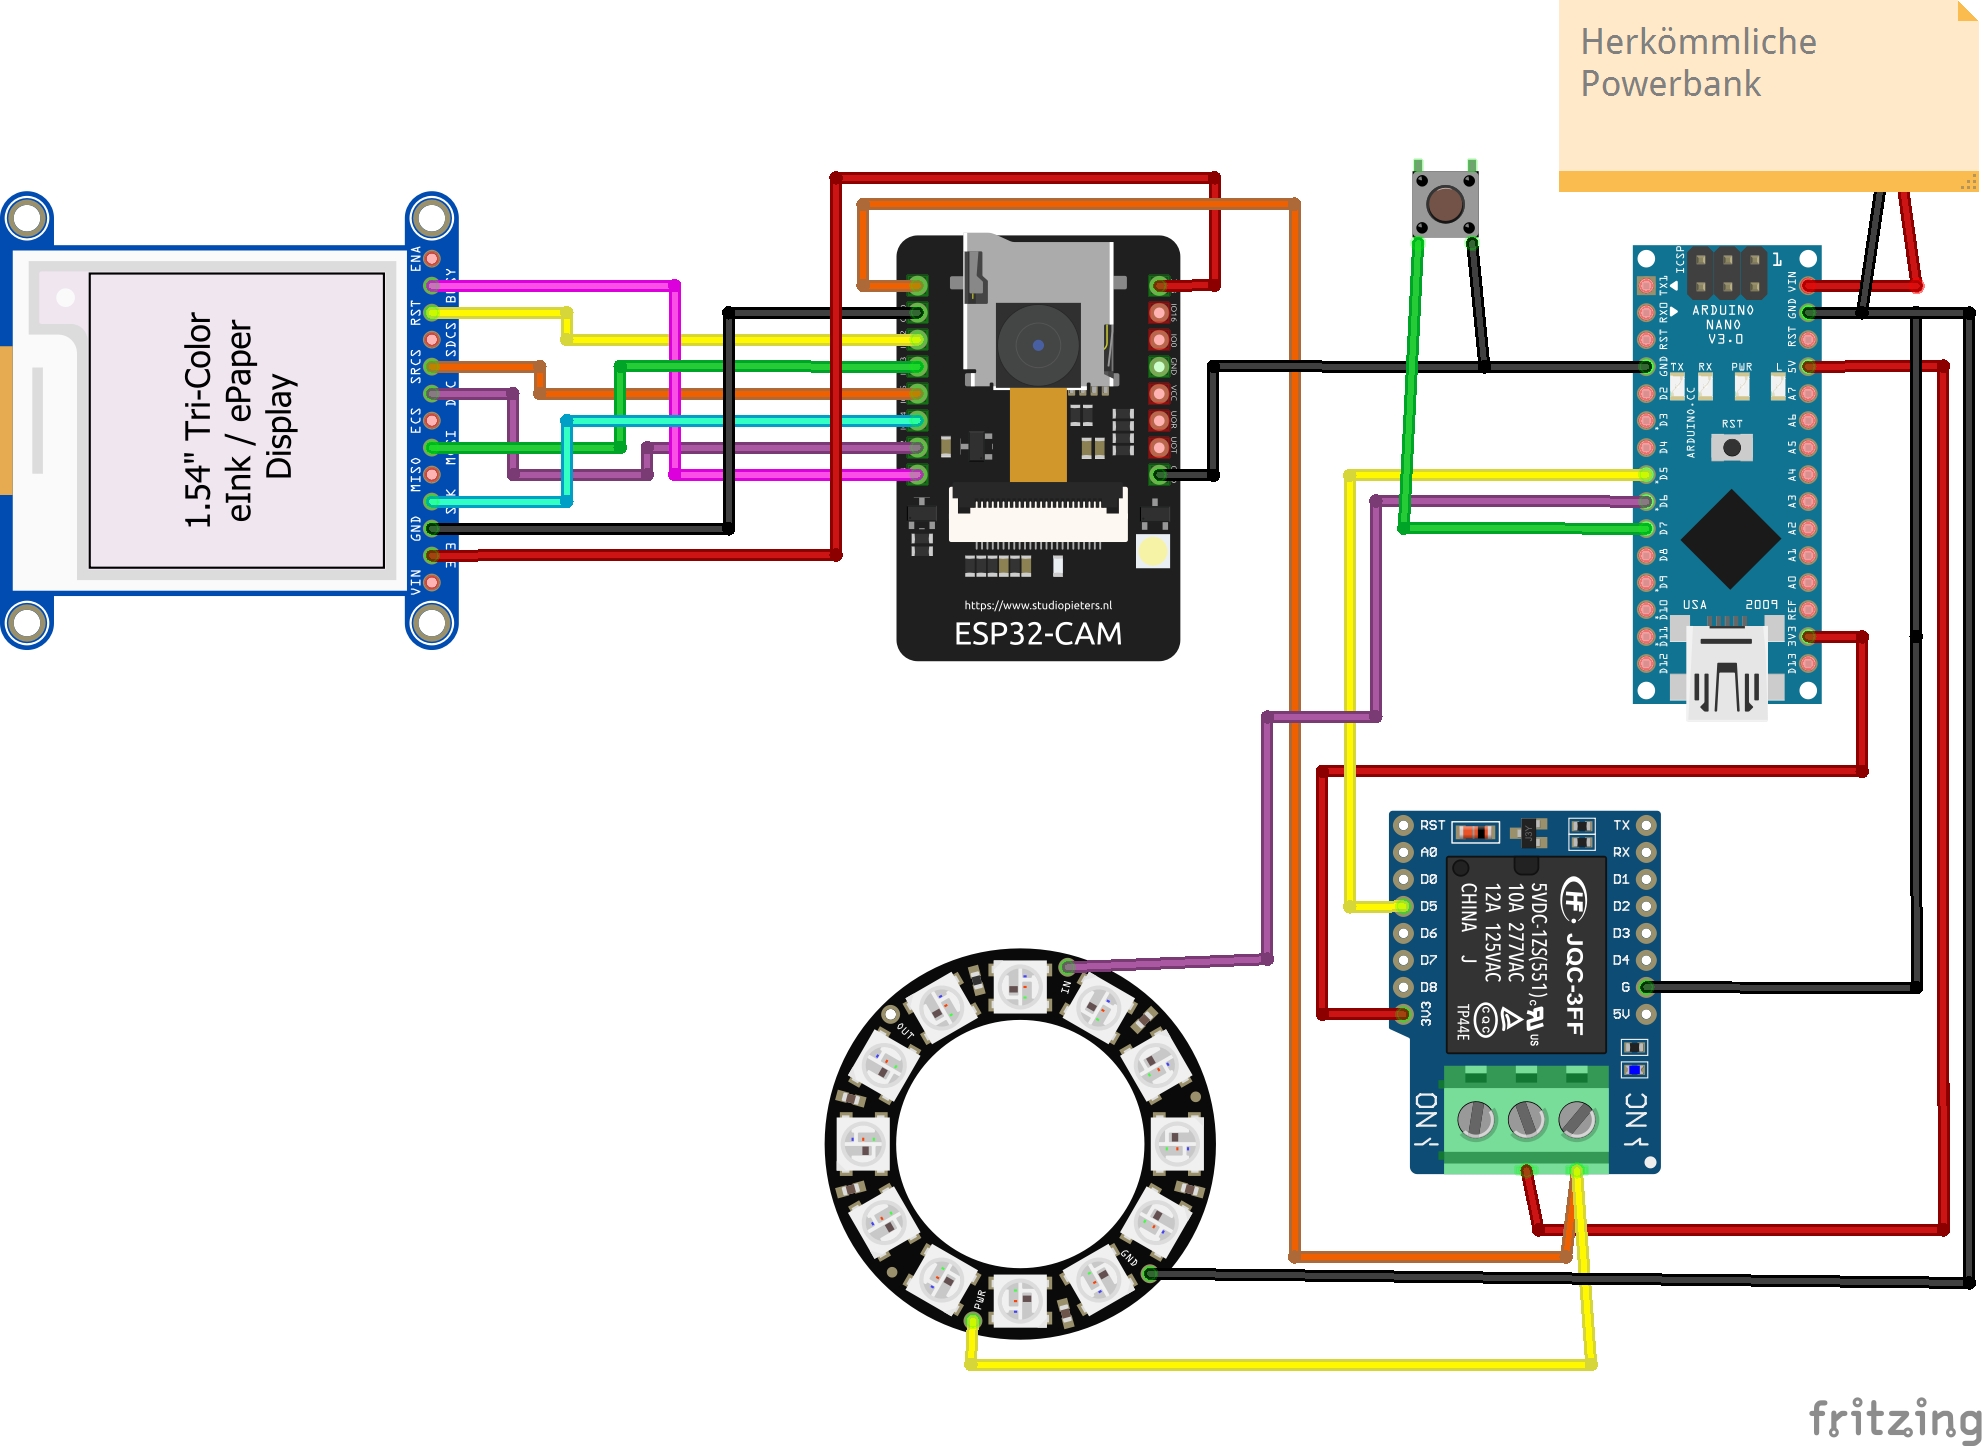 Herkömmliche
Powerbank
1.54" Tri-Color
eInk / ePaper
Display
ENA
RST
SDCS
SRCS
ECS
MISO
GND
VIN
IO16
IO0
GND
VCC
UOR
UOT
https://www.studiopieters.nl
ESP32-CAM
ICSP
1
ARDUINO
NANO
V3.0
TX1
RX0
RST
GND
D2
D3
D4
D5
D6
D7
D8
D9
D10
D11
D12
VIN
GND
RST
5V
A7
A6
A5
A4
A3
A2
A1
A0
REF
3V3
D13
TX
RX
PWR
L
ARDUINO.CC
RST
USA
2009
RST
A0
D0
D5
D6
D7
D8
3V3
TX
RX
D1
D2
D3
D4
G
5V
HF
JQC-3FF
5VDC-1ZS(551)
10A 277VAC
12A 125VAC
CHINA J
c US
CQC
TP44E
NO
NC
IN
OUT
GND
PWR
fritzing